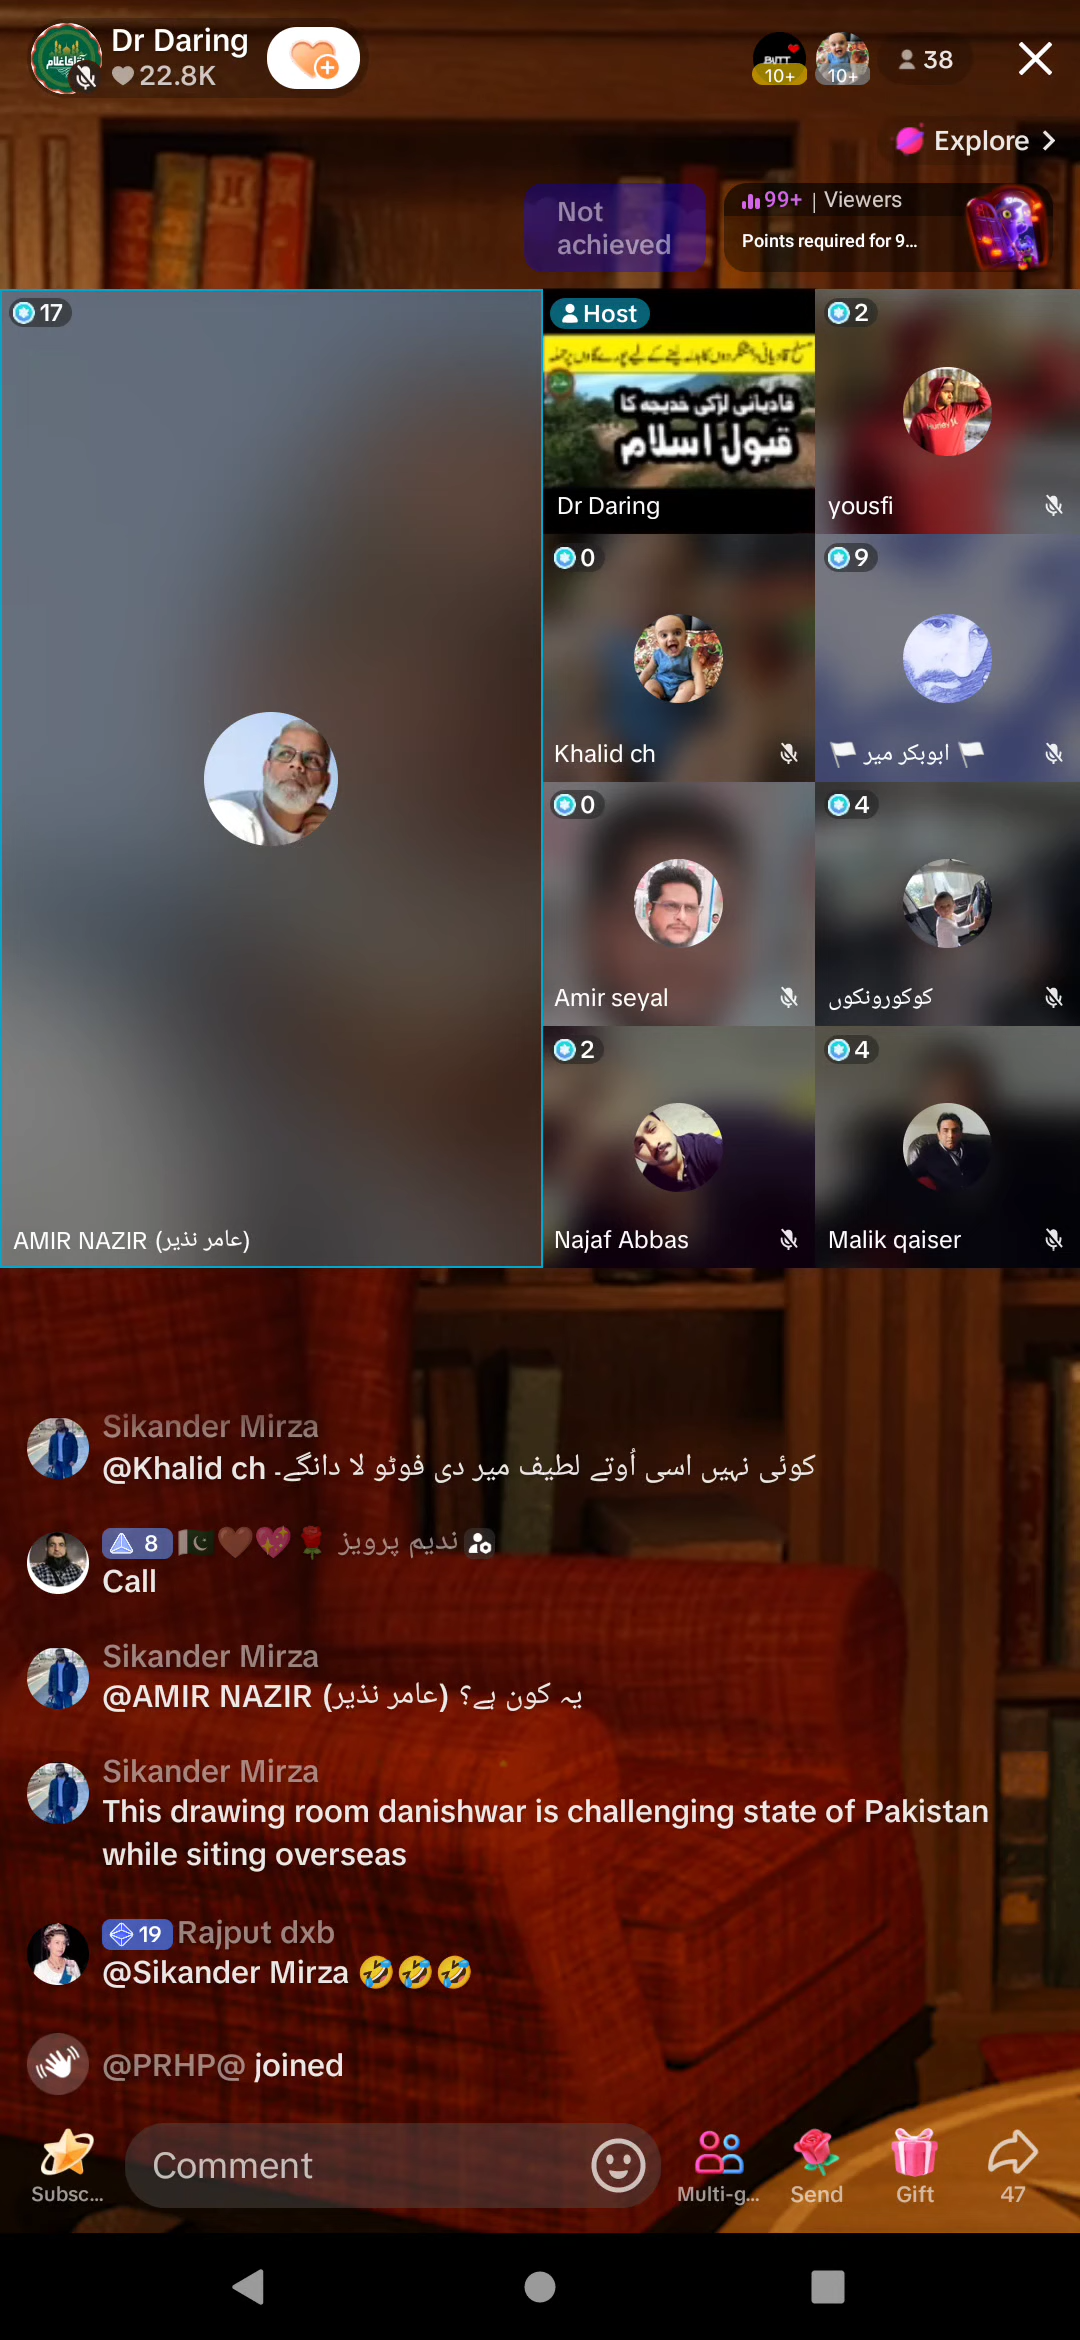 Dr Daring
22.8K
10+
10+
38
Explore
Not
achieved
99+ | Viewers
Points required for 9...
17
Host
قادیانی لڑکی خدیجہ کا
قبول اسلام
Dr Daring
2
yousfi
0
Khalid ch
9
🏳 ابوبکر میر 🏳
0
Amir seyal
4
کوکورونکوں
2
Najaf Abbas
4
Malik qaiser
AMIR NAZIR (عامر نذیر)
Sikander Mirza
@Khalid ch کوئی نہیں اسی اُوتے لطیف میر دی فوٹو لا دانگے۔
8 🇵🇰🤎💖🌹 ندیم پرویز
Call
Sikander Mirza
@AMIR NAZIR (عامر نذیر) یہ کون ہے؟
Sikander Mirza
This drawing room danishwar is challenging state of Pakistan
while siting overseas
19 Rajput dxb
@Sikander Mirza 🤣🤣🤣
@PRHP@ joined
Subsc...
Comment
Multi-g...
Send
Gift
47